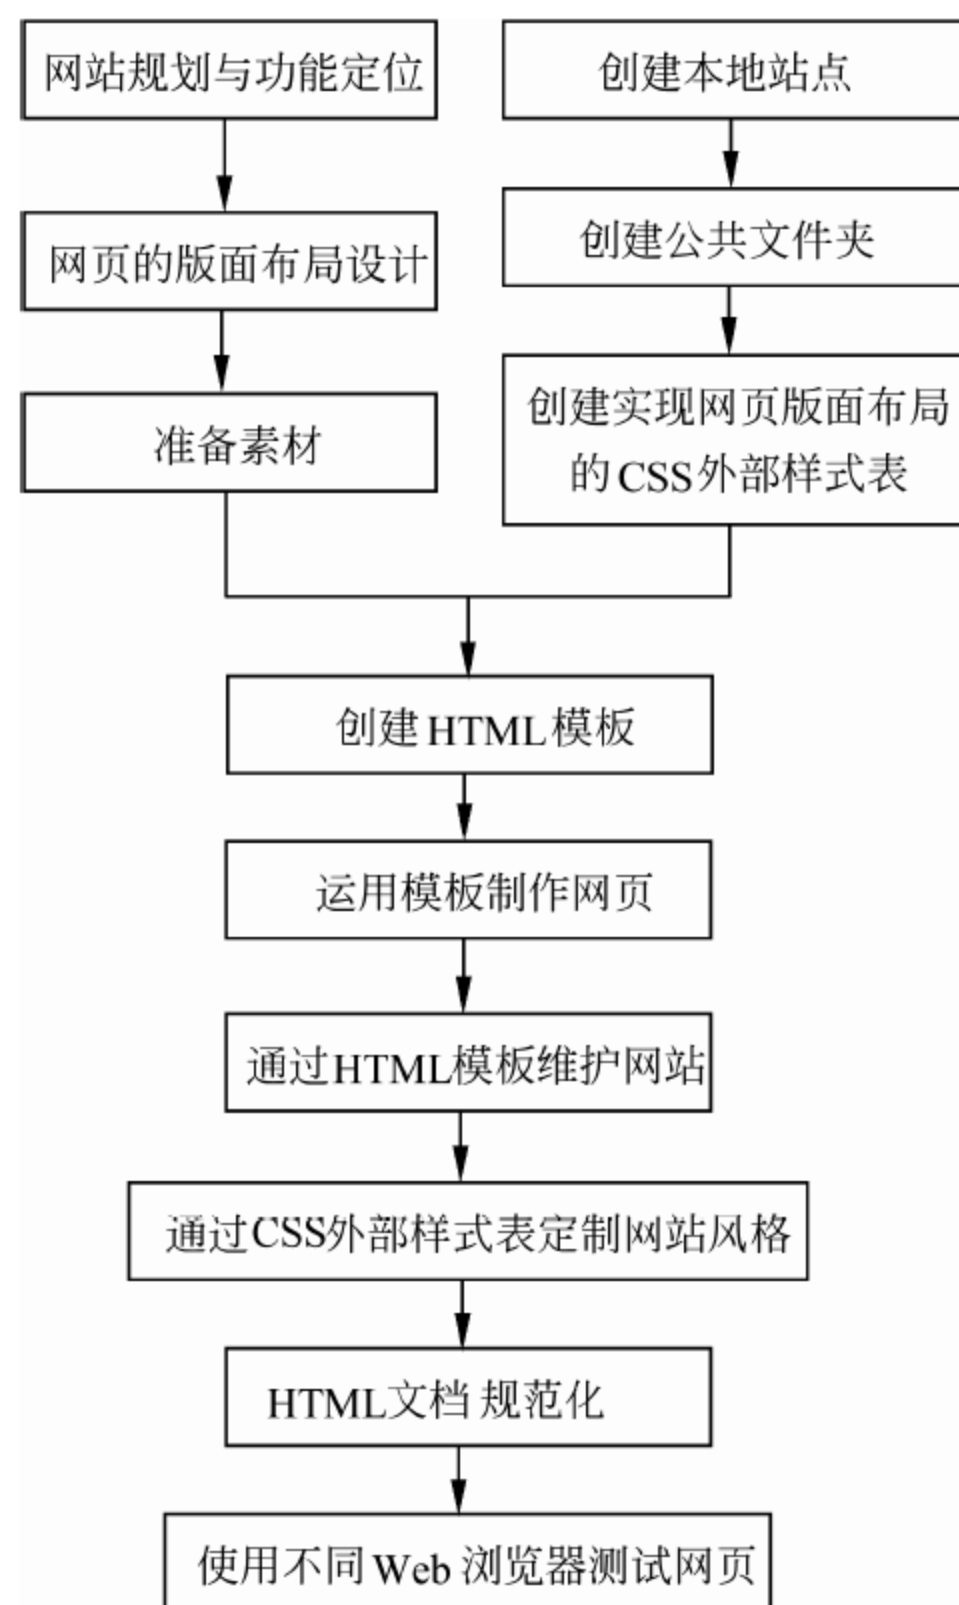 网站规划与功能定位
网页的版面布局设计
准备素材
创建本地站点
创建公共文件夹
创建实现网页版面布局
的CSS外部样式表
创建HTML模板
运用模板制作网页
通过HTML模板维护网站
通过CSS外部样式表定制网站风格
HTML文档 规范化
使用不同Web浏览器测试网页